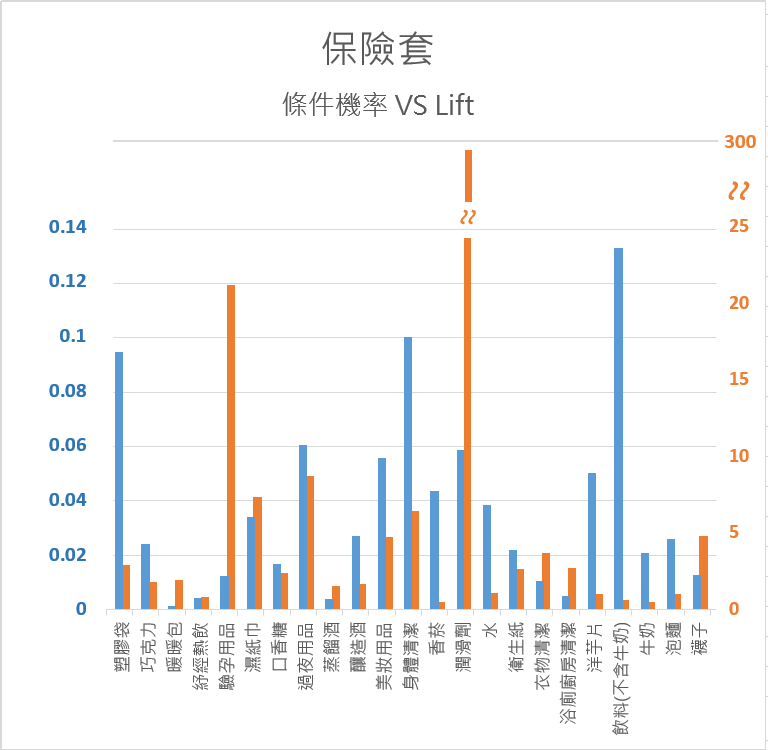 保險套
條件機率 VS Lift
300
25
20
15
10
5
0
0.14
0.12
0.1
0.08
0.06
0.04
0.02
0
塑膠袋
巧克力
暖暖包
紓經熱飲
驗孕用品
濕紙巾
口香糖
過夜用品
蒸餾酒
釀造酒
美妝用品
身體清潔
香菸
潤滑劑
水
衛生紙
衣物清潔
浴廁廚房清潔
洋芋片
飲料(不含牛奶)
牛奶
泡麵
襪子